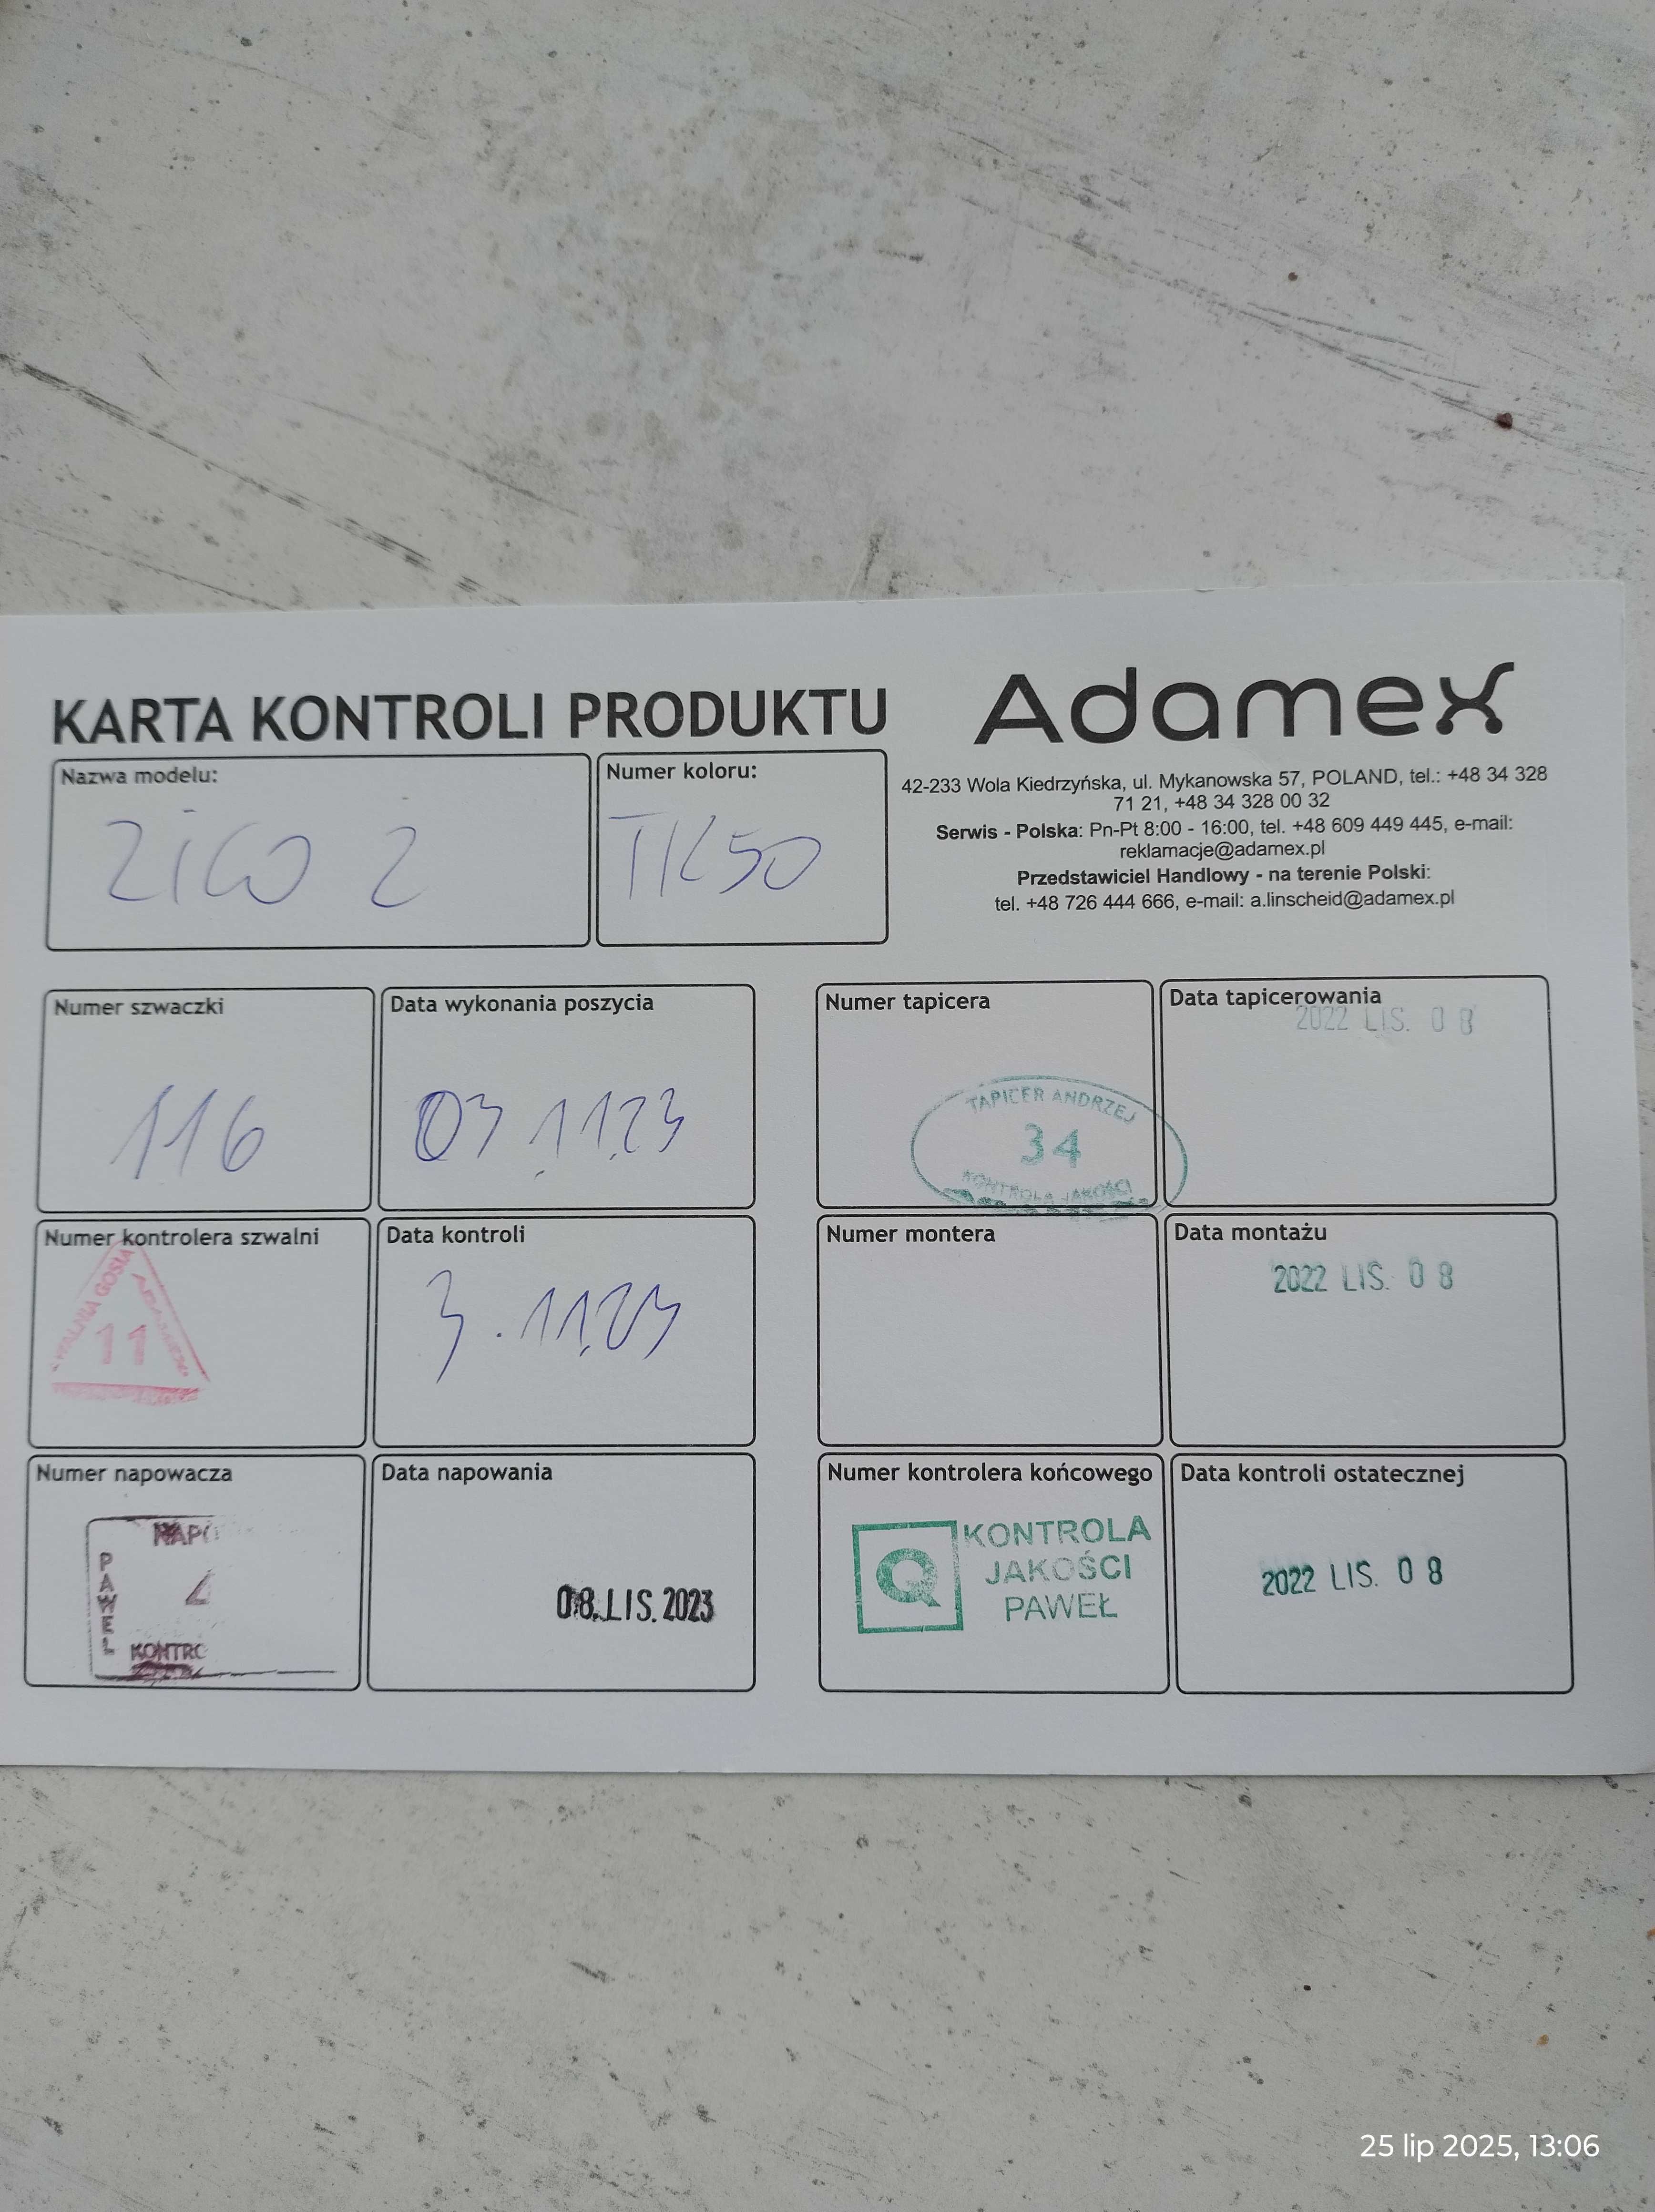 KARTA KONTROLI PRODUKTU
Adamex
Nazwa modelu:
ZICO 2
Numer koloru:
TK50
42-233 Wola Kiedrzyńska, ul. Mykanowska 57, POLAND, tel.: +48 34 328
71 21, +48 34 328 00 32
Serwis - Polska: Pn-Pt 8:00 - 16:00, tel. +48 609 449 445, e-mail:
reklamacje@adamex.pl
Przedstawiciel Handlowy - na terenie Polski:
tel. +48 726 444 666, e-mail: a.linscheid@adamex.pl
Numer szwaczki
116
Data wykonania poszycia
03.11.23
Numer tapicera
TAPICER ANDRZEJ
34
KONTROLA JAKOŚCI
Data tapicerowania
2022 LIS. 08
Numer kontrolera szwalni
GOSIA
11
Data kontroli
3.11.23
Numer montera
Data montażu
2022 LIS. 08
Numer napowacza
NAPO
PAWEŁ
KONTRO
Data napowania
08.LIS.2023
Numer kontrolera końcowego
Q
KONTROLA
JAKOŚCI
PAWEŁ
Data kontroli ostatecznej
2022 LIS. 08
25 lip 2025, 13:06